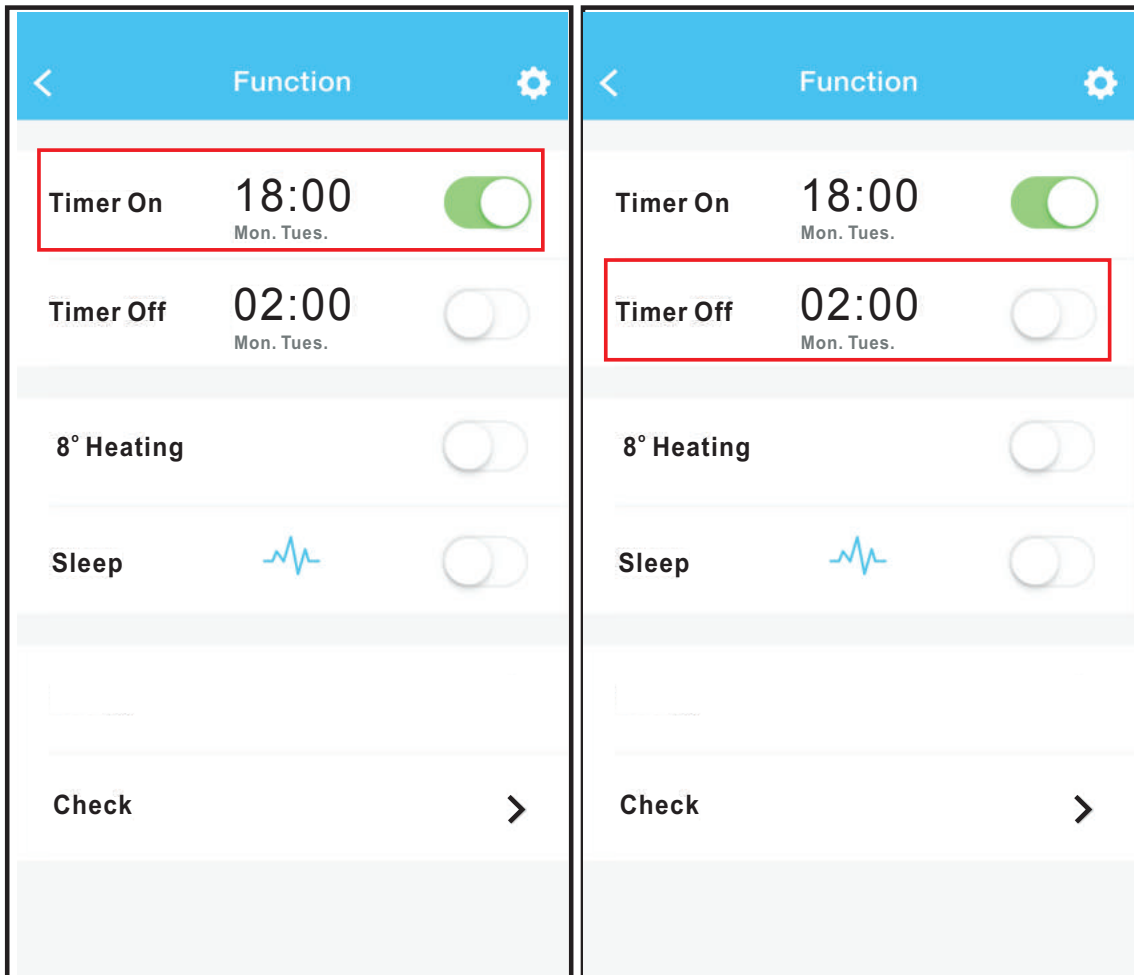 Function
Timer On 18:00
Mon. Tues.
Timer Off 02:00
Mon. Tues.
8° Heating
Sleep
Check
Function
Timer On 18:00
Mon. Tues.
Timer Off 02:00
Mon. Tues.
8° Heating
Sleep
Check